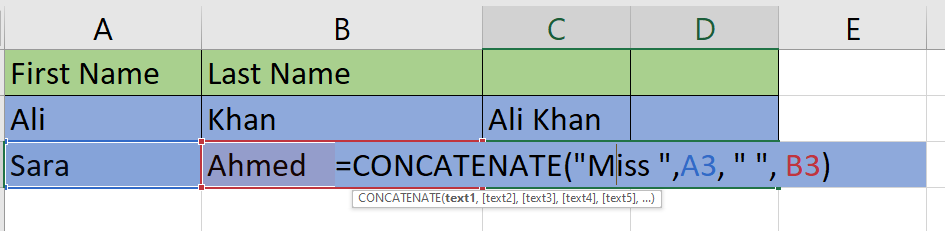 A B C D E
First Name Last Name
Ali Khan Ali Khan
Sara Ahmed =CONCATENATE("Miss ",A3, " ", B3)
CONCATENATE(text1, [text2], [text3], [text4], [text5], ...)